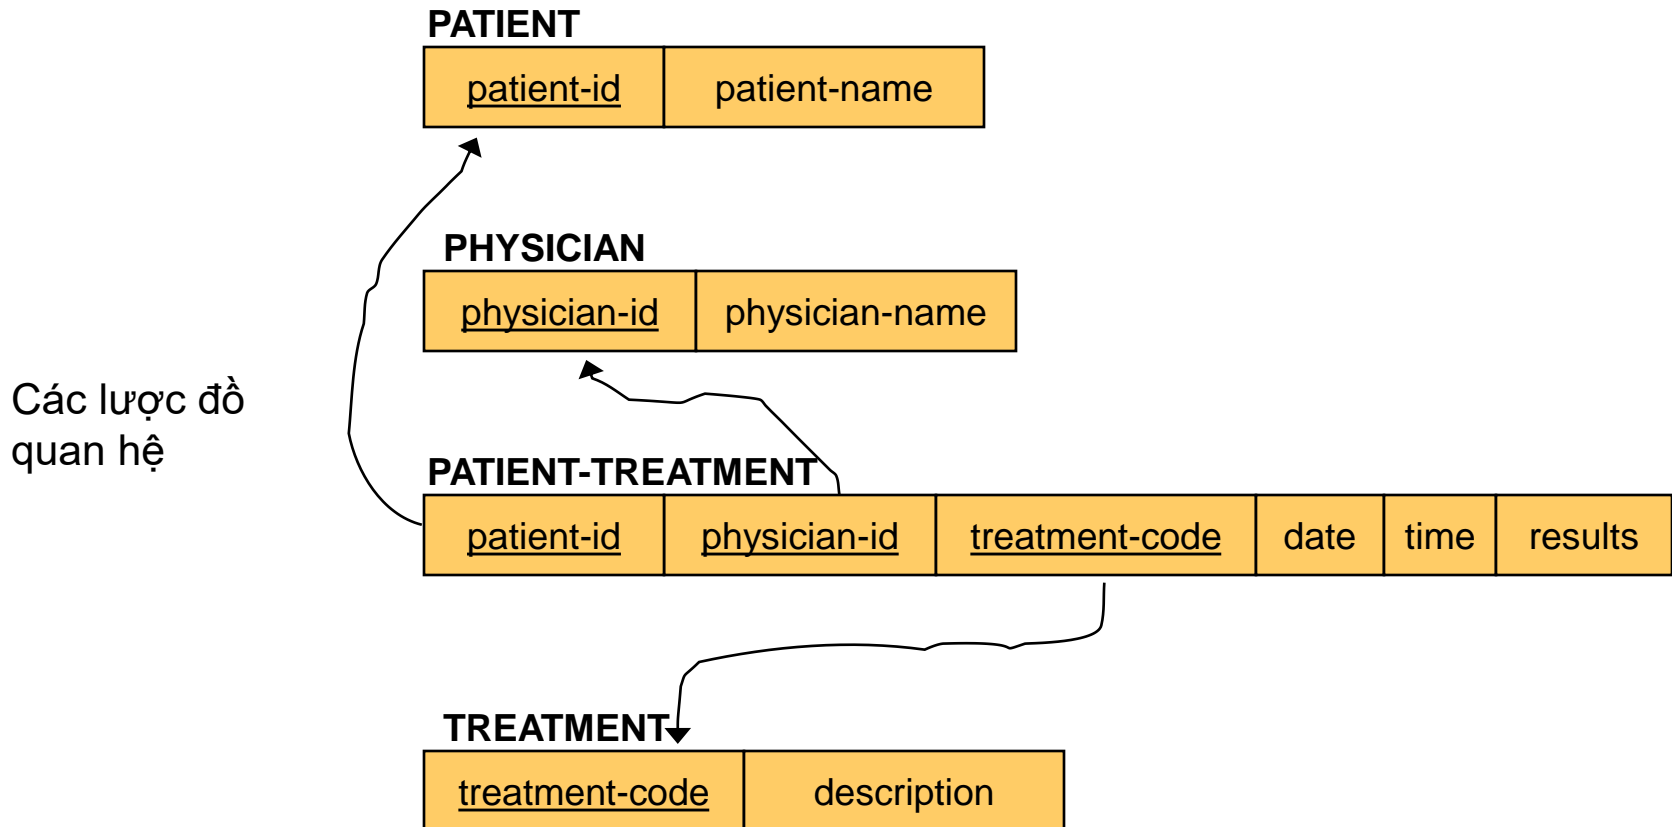 PATIENT
patient-id patient-name
PHYSICIAN
physician-id physician-name
Các lược đồ
quan hệ
PATIENT-TREATMENT
patient-id physician-id treatment-code date time results
TREATMENT
treatment-code description